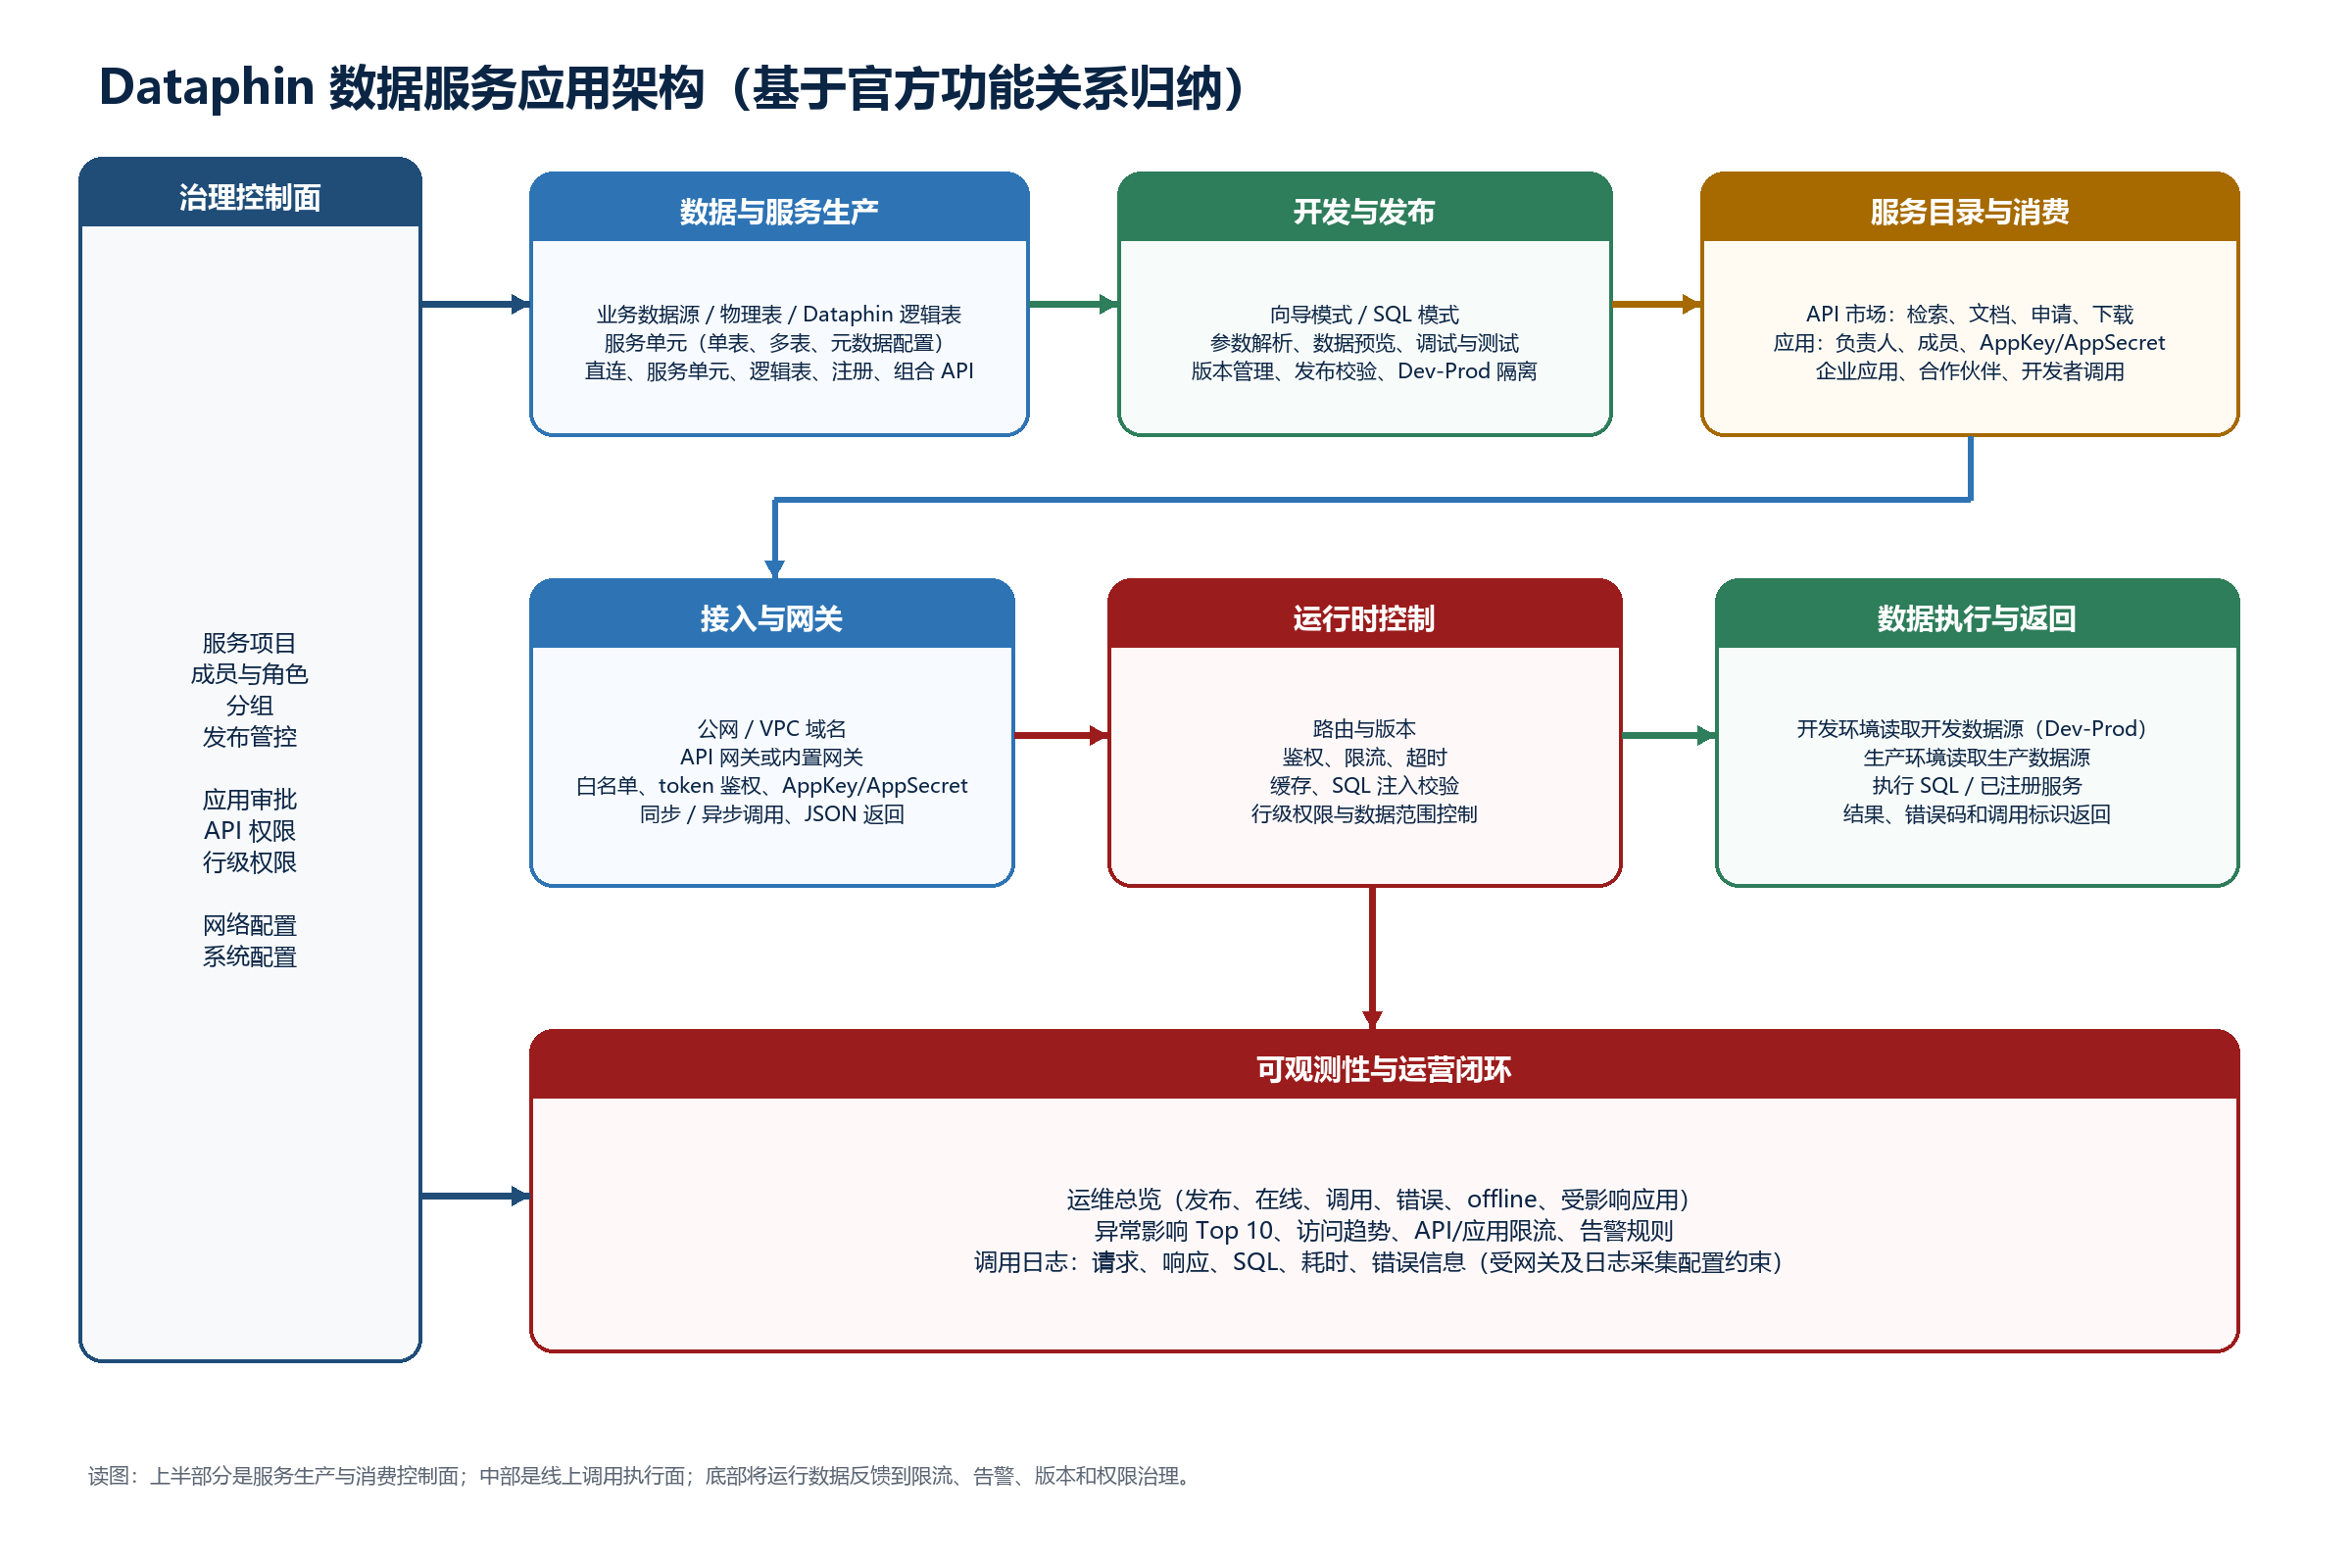 Dataphin 数据服务应用架构（基于官方功能关系归纳）
治理控制面
服务项目
成员与角色
分组
发布管控
应用审批
API 权限
行级权限
网络配置
系统配置
数据与服务生产
业务数据源 / 物理表 / Dataphin 逻辑表
服务单元（单表、多表、元数据配置）
直连、服务单元、逻辑表、注册、组合 API
开发与发布
向导模式 / SQL 模式
参数解析、数据预览、调试与测试
版本管理、发布校验、Dev-Prod 隔离
服务目录与消费
API 市场：检索、文档、申请、下载
应用：负责人、成员、AppKey/AppSecret
企业应用、合作伙伴、开发者调用
接入与网关
公网 / VPC 域名
API 网关或内置网关
白名单、token 鉴权、AppKey/AppSecret
同步 / 异步调用、JSON 返回
运行时控制
路由与版本
鉴权、限流、超时
缓存、SQL 注入校验
行级权限与数据范围控制
数据执行与返回
开发环境读取开发数据源（Dev-Prod）
生产环境读取生产数据源
执行 SQL / 已注册服务
结果、错误码和调用标识返回
可观测性与运营闭环
运维总览（发布、在线、调用、错误、offline、受影响应用）
异常影响 Top 10、访问趋势、API/应用限流、告警规则
调用日志：请求、响应、SQL、耗时、错误信息（受网关及日志采集配置约束）
读图：上半部分是服务生产与消费控制面；中部是线上调用执行面；底部将运行数据反馈到限流、告警、版本和权限治理。